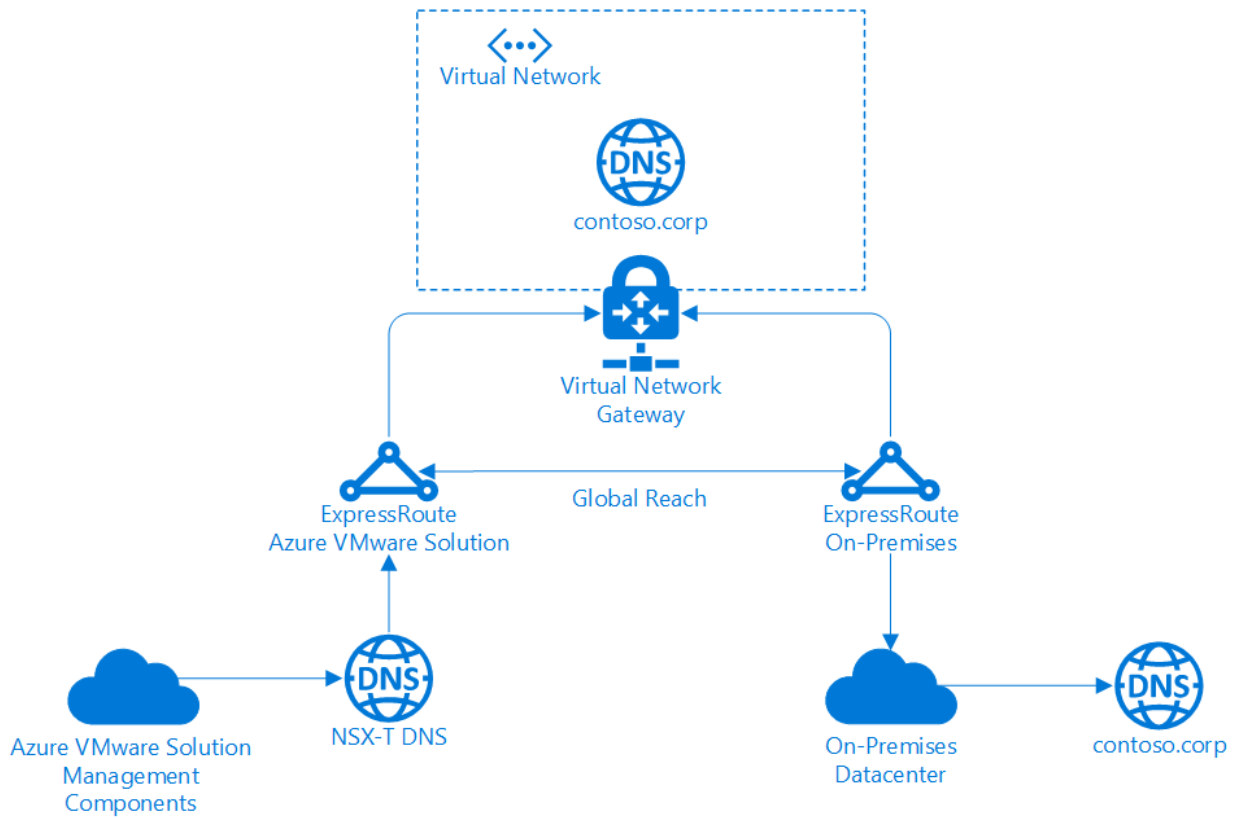 Virtual Network
DNS
contoso.corp
Virtual Network
Gateway
Global Reach
ExpressRoute
Azure VMware Solution
ExpressRoute
On-Premises
DNS
NSX-T DNS
Azure VMware Solution
Management
Components
On-Premises
Datacenter
DNS
contoso.corp